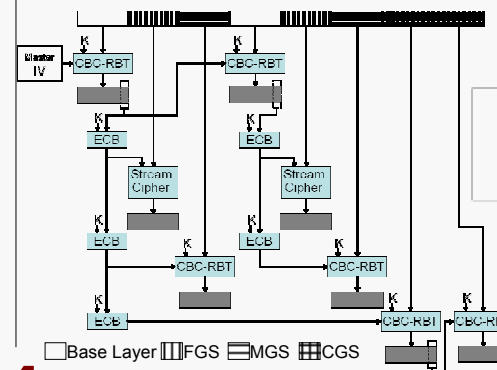 K K
Master IV CBC-RBT CBC-RBT
K K
ECB ECB
Stream Cipher Stream Cipher
K K
ECB ECB
K K
CBC-RBT CBC-RBT
K K K
ECB CBC-RBT
Base Layer FGS MGS CGS